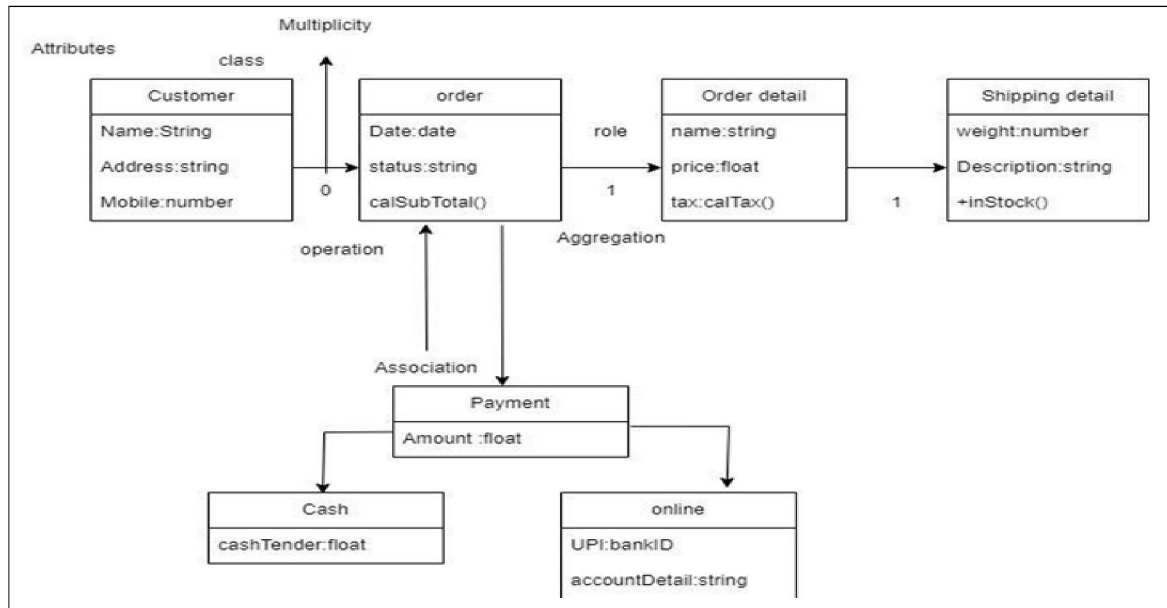 Multiplicity
Attributes
class
Customer
Name:String
Address:string
Mobile:number
0
order
Date:date
status:string
calSubTotal()
role
1
Order detail
name:string
price:float
tax:calTax()
1
Shipping detail
weight:number
Description:string
+inStock()
operation
Aggregation
Association
Payment
Amount :float
Cash
cashTender:float
online
UPI:bankID
accountDetail:string